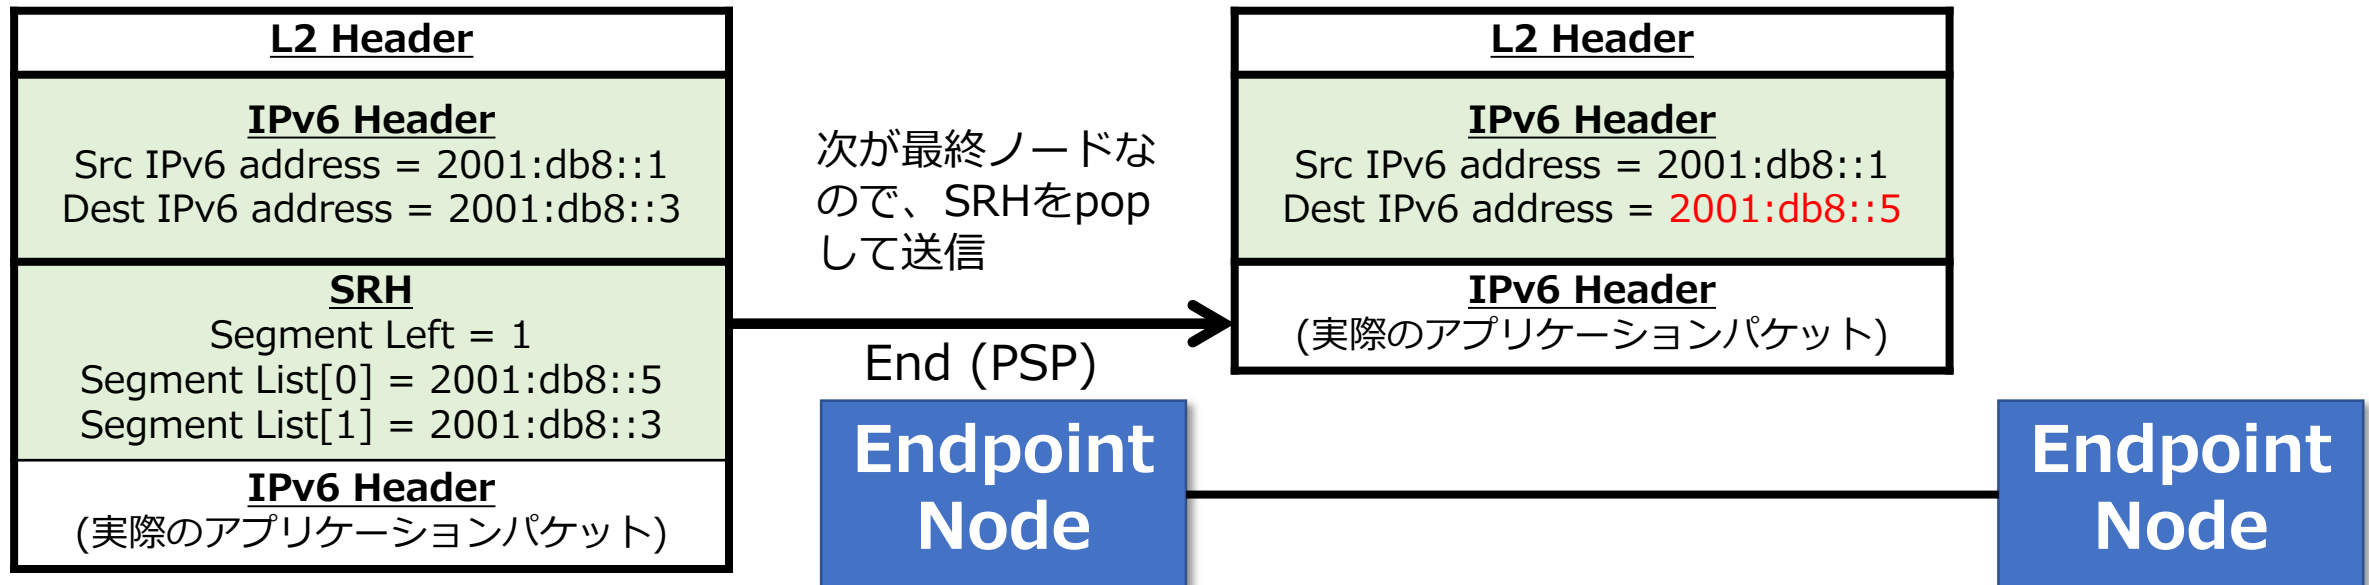 L2 Header
IPv6 Header
Src IPv6 address = 2001:db8::1
Dest IPv6 address = 2001:db8::3
SRH
Segment Left = 1
Segment List[0] = 2001:db8::5
Segment List[1] = 2001:db8::3
IPv6 Header
(実際のアプリケーションパケット)
次が最終ノードな
ので、SRHをpop
して送信
End (PSP)
Endpoint
Node
L2 Header
IPv6 Header
Src IPv6 address = 2001:db8::1
Dest IPv6 address = 2001:db8::5
IPv6 Header
(実際のアプリケーションパケット)
Endpoint
Node